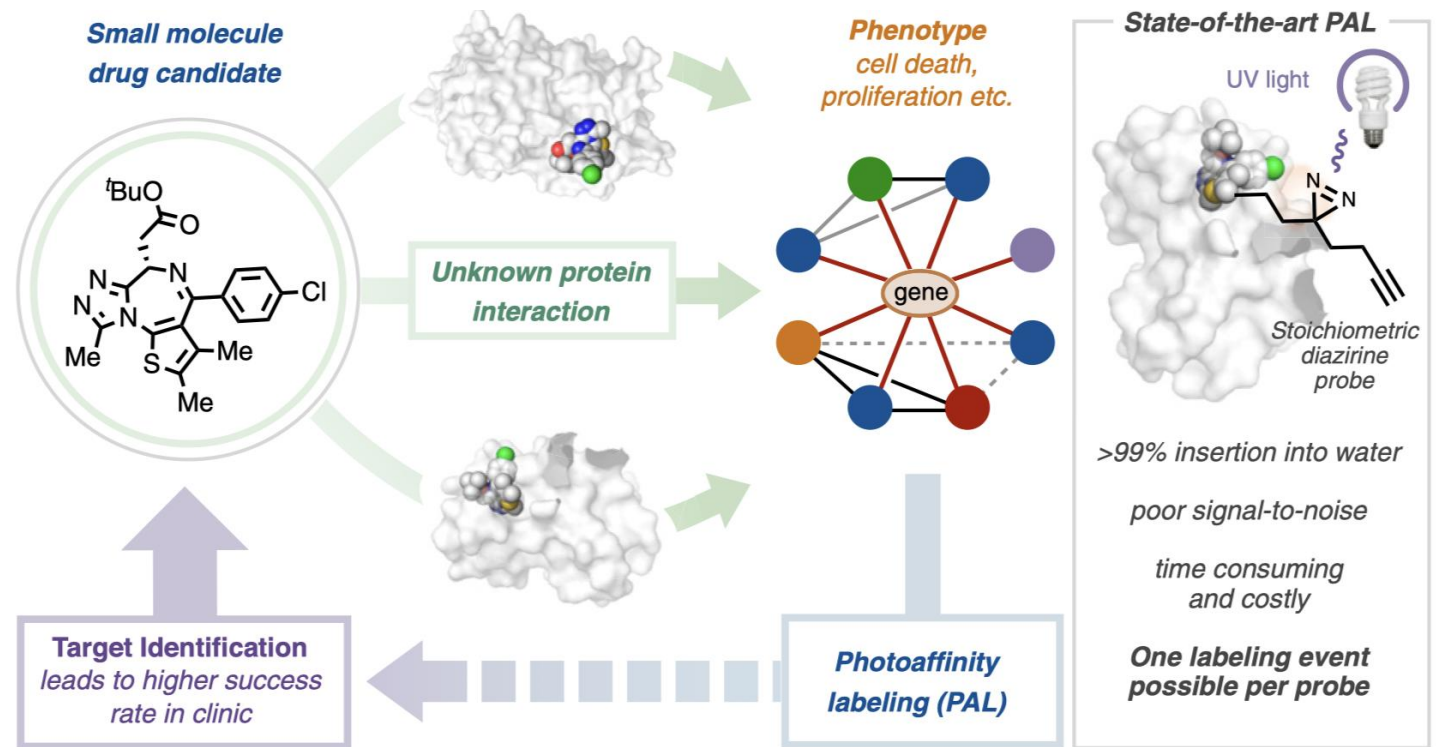 Small molecule
drug candidate
ᵗBuO
O
N
N
N
N
Cl
S
Me
Me
Me
Unknown protein
interaction
Phenotype
cell death,
proliferation etc.
gene
Target Identification
leads to higher success
rate in clinic
Photoaffinity
labeling (PAL)
State-of-the-art PAL
UV light
N
N
Stoichiometric
diazirine
probe
>99% insertion into water
poor signal-to-noise
time consuming
and costly
One labeling event
possible per probe